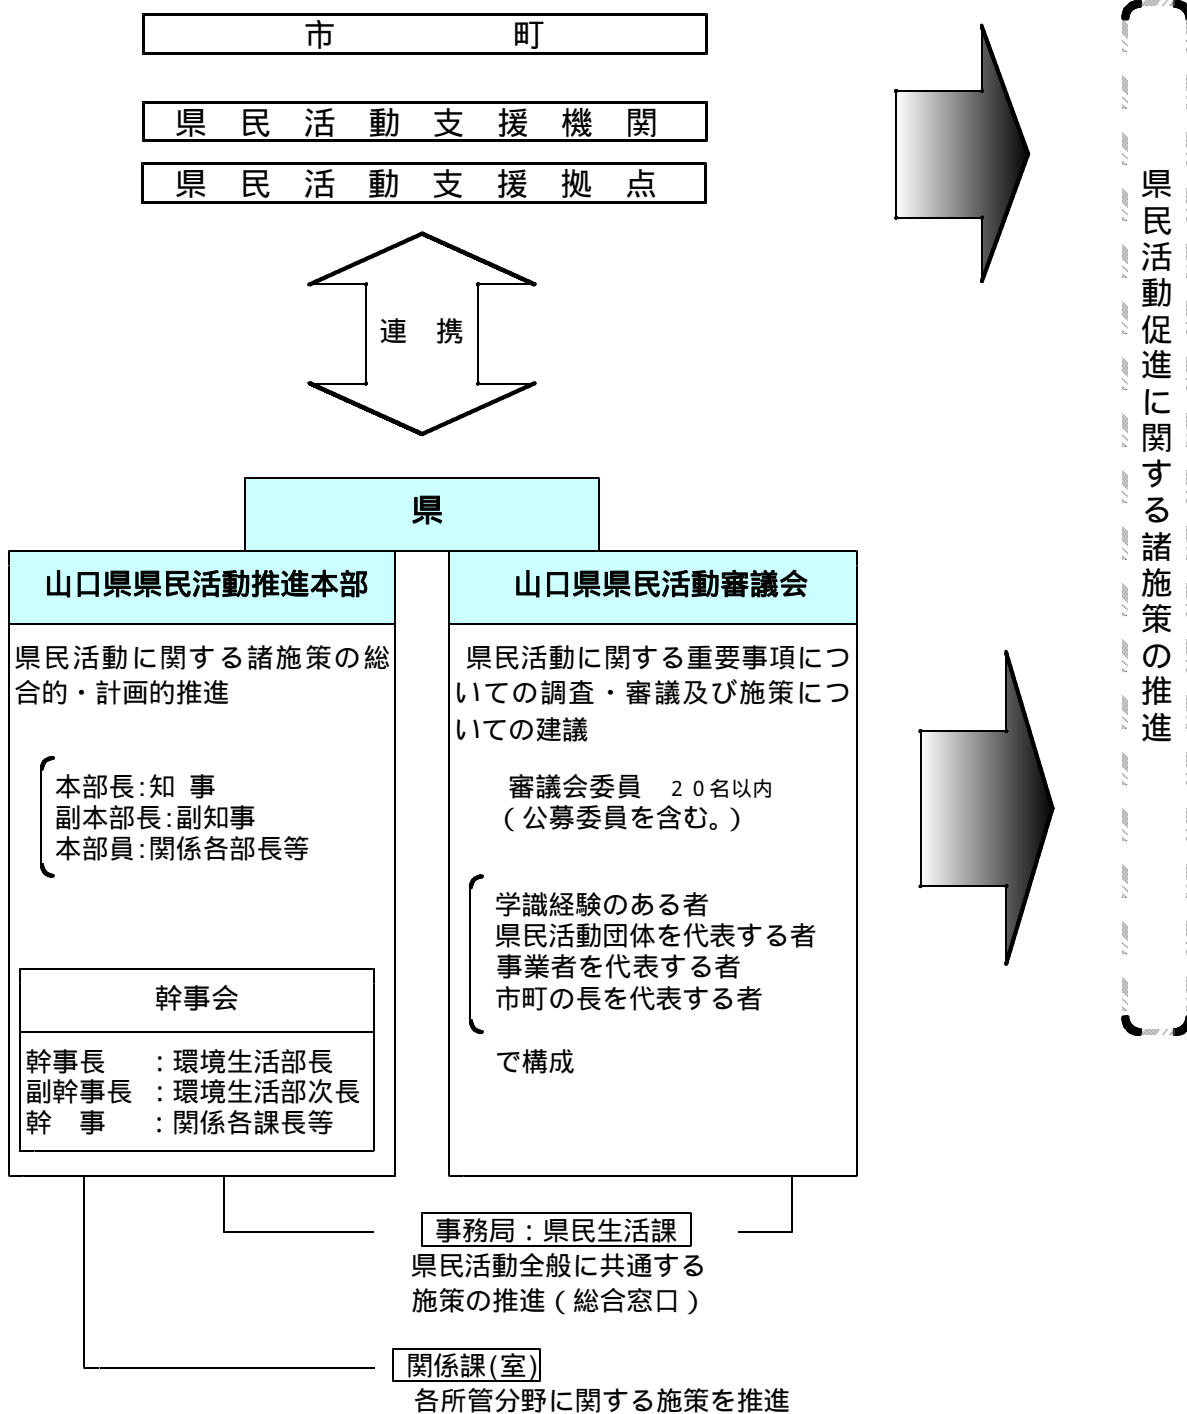 市　町
県民活動支援機関
県民活動支援拠点
連　携
県
山口県県民活動推進本部
県民活動に関する諸施策の総
合的・計画的推進
本部長:知　事
副本部長:副知事
本部員:関係各部長等
幹事会
幹事長　：環境生活部長
副幹事長　：環境生活部次長
幹　事　：関係各課長等
山口県県民活動審議会
県民活動に関する重要事項につ
いての調査・審議及び施策につ
いての建議
審議会委員　２０名以内
（公募委員を含む。）
学識経験のある者
県民活動団体を代表する者
事業者を代表する者
市町の長を代表する者
で構成
事務局：県民生活課
県民活動全般に共通する
施策の推進（総合窓口）
関係課(室)
各所管分野に関する施策を推進
県民活動促進に関する諸施策の推進